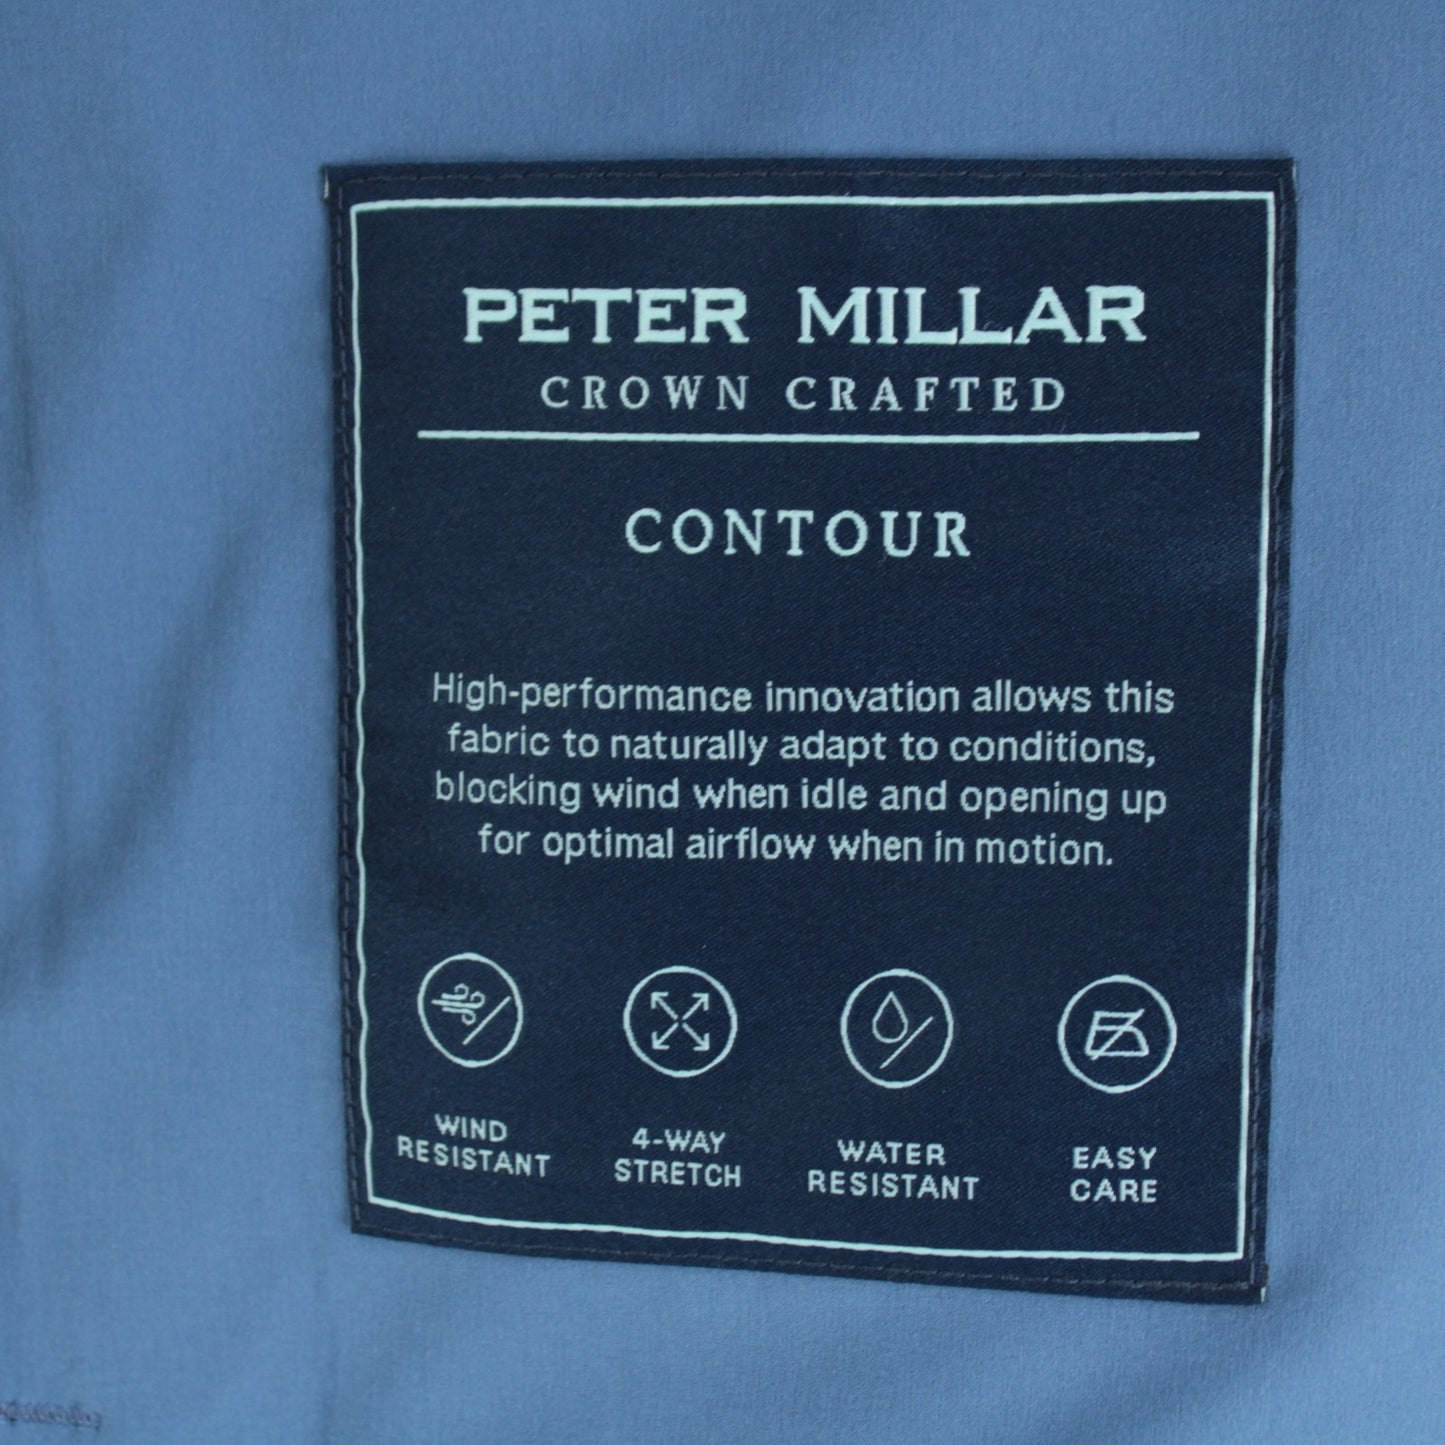 PETER MILLAR
CROWN CRAFTED
CONTOUR
High-performance innovation allows this
fabric to naturally adapt to conditions,
blocking wind when idle and opening up
for optimal airflow when in motion.
WIND
RESISTANT
4-WAY
STRETCH
WATER
RESISTANT
EASY
CARE